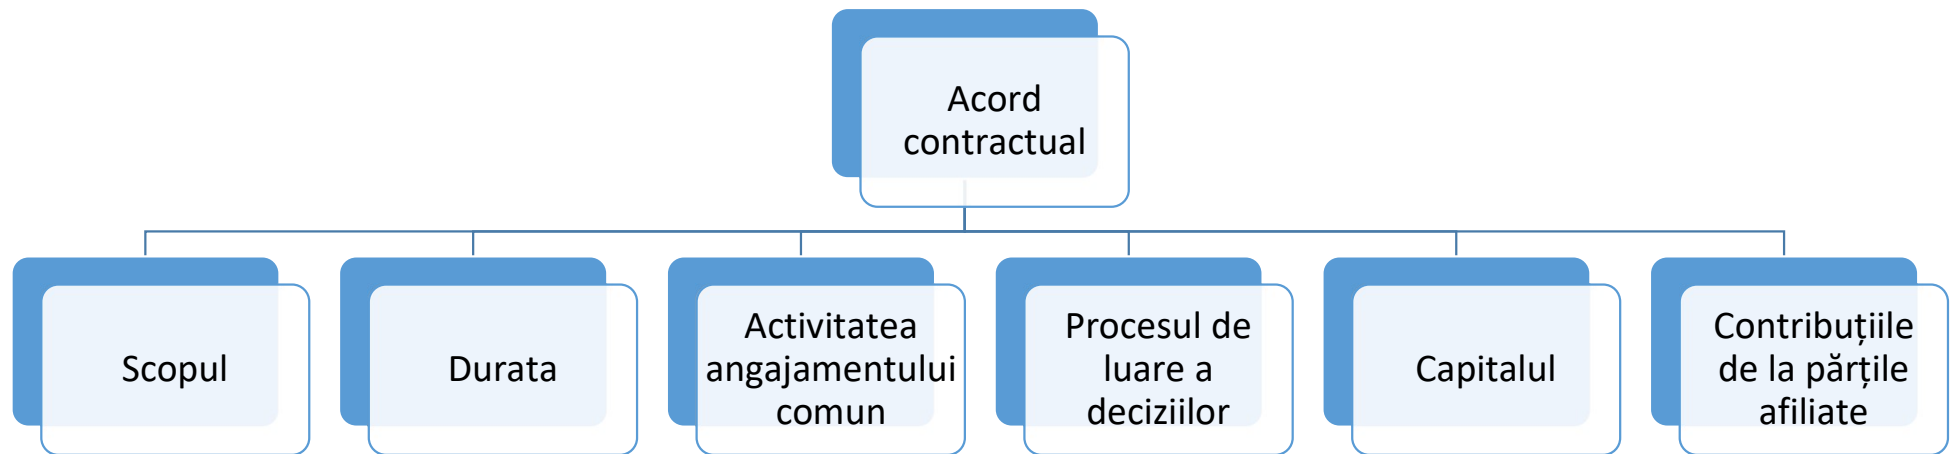 Acord
contractual
Scopul
Durata
Activitatea
angajamentului
comun
Procesul de
luare a
deciziilor
Capitalul
Contribuțiile
de la părțile
afiliate